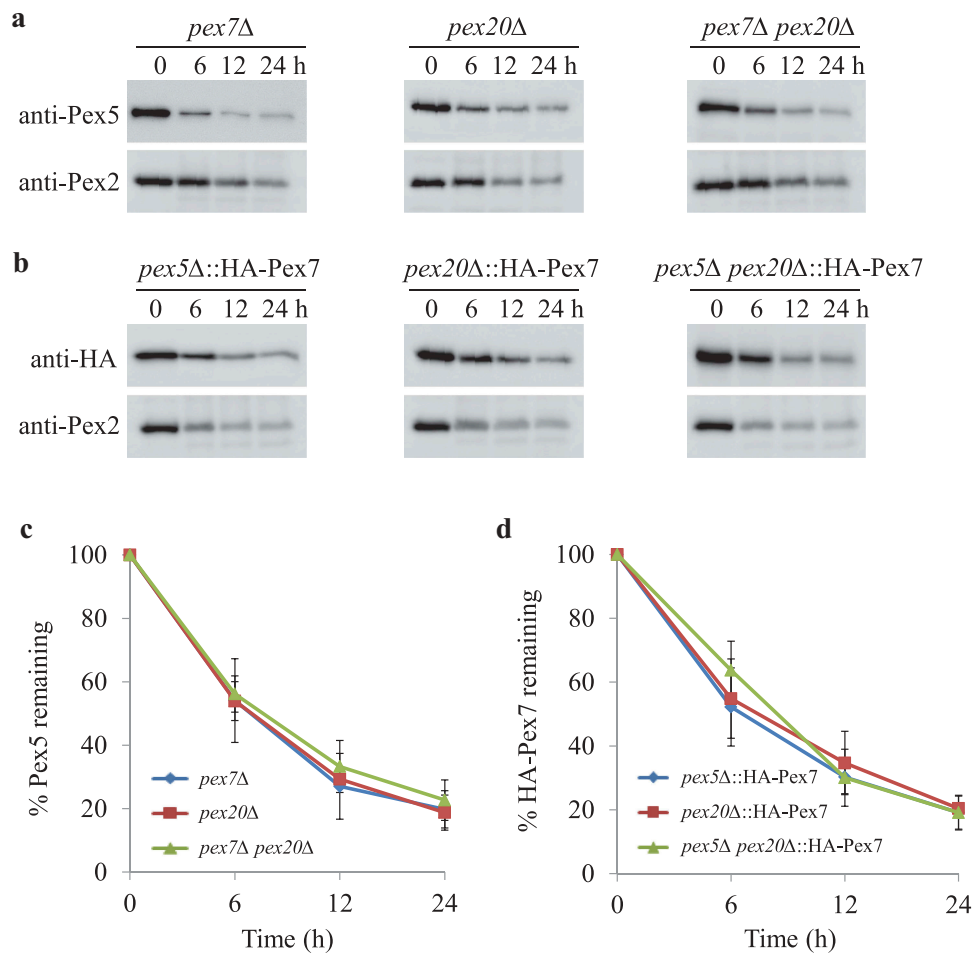 a
pex7Δ
pex20Δ
pex7Δ pex20Δ
0 6 12 24 h
0 6 12 24 h
0 6 12 24 h
anti-Pex5
anti-Pex2
b
pex5Δ::HA-Pex7
pex20Δ::HA-Pex7
pex5Δ pex20Δ::HA-Pex7
0 6 12 24 h
0 6 12 24 h
0 6 12 24 h
anti-HA
anti-Pex2
c
% Pex5 remaining
100
80
60
40
20
0
pex7Δ
pex20Δ
pex7Δ pex20Δ
0 6 12 24
Time (h)
d
% HA-Pex7 remaining
100
80
60
40
20
0
pex5Δ::HA-Pex7
pex20Δ::HA-Pex7
pex5Δ pex20Δ::HA-Pex7
0 6 12 24
Time (h)